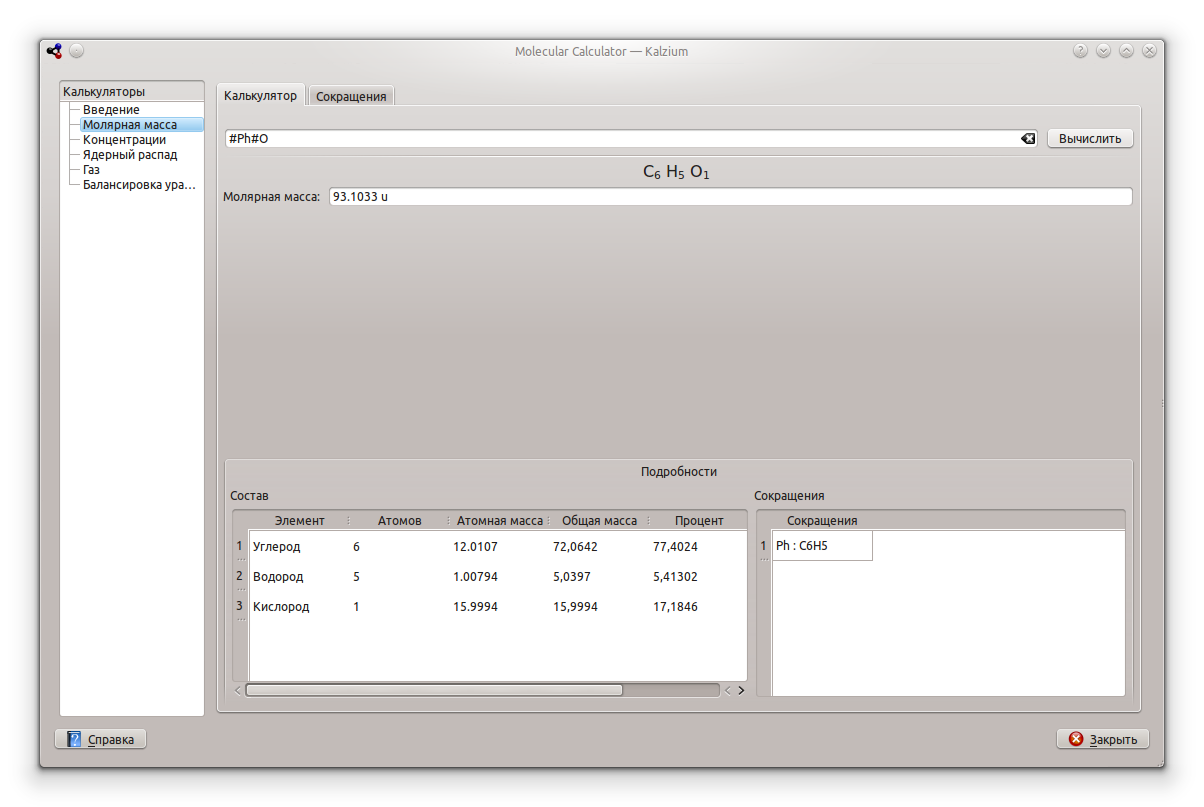 Molecular Calculator — Kalzium
Калькуляторы
Введение
Молярная масса
Концентрации
Ядерный распад
Газ
Балансировка ура...
Калькулятор Сокращения
#Ph#O Вычислить
C₆ H₅ O₁
Молярная масса: 93.1033 u
Подробности
Состав
Элемент Атомов Атомная масса Общая масса Процент
1 Углерод 6 12.0107 72,0642 77,4024
2 Водород 5 1.00794 5,0397 5,41302
3 Кислород 1 15.9994 15,9994 17,1846
Сокращения
Сокращения
1 Ph : C6H5
Справка Закрыть